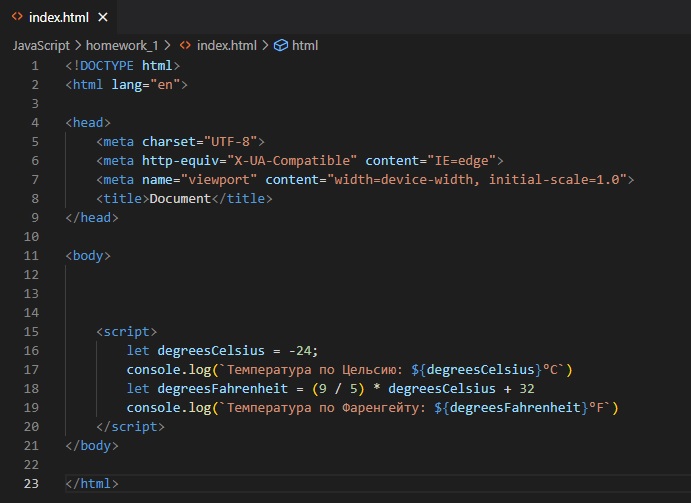 index.html
JavaScript > homework_1 > index.html > html
1 <!DOCTYPE html>
2 <html lang="en">
3
4 <head>
5     <meta charset="UTF-8">
6     <meta http-equiv="X-UA-Compatible" content="IE=edge">
7     <meta name="viewport" content="width=device-width, initial-scale=1.0">
8     <title>Document</title>
9 </head>
10
11 <body>
12
13
14
15     <script>
16         let degreesCelsius = -24;
17         console.log(`Температура по Цельсию: ${degreesCelsius}°C`)
18         let degreesFahrenheit = (9 / 5) * degreesCelsius + 32
19         console.log(`Температура по Фаренгейту: ${degreesFahrenheit}°F`)
20     </script>
21 </body>
22
23 </html>